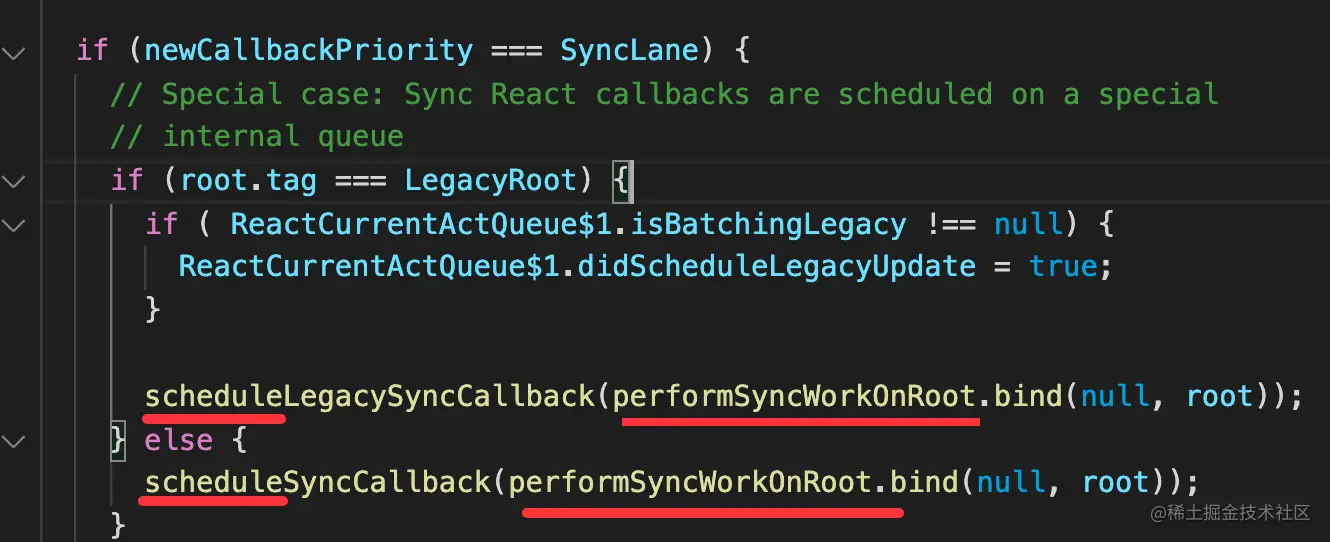 if (newCallbackPriority === SyncLane) {
// Special case: Sync React callbacks are scheduled on a special
// internal queue
if (root.tag === LegacyRoot) {
if ( ReactCurrentActQueue$1.isBatchingLegacy !== null) {
ReactCurrentActQueue$1.didScheduleLegacyUpdate = true;
}
scheduleLegacySyncCallback(performSyncWorkOnRoot.bind(null, root));
} else {
scheduleSyncCallback(performSyncWorkOnRoot.bind(null, root));
}
@稀土掘金技术社区